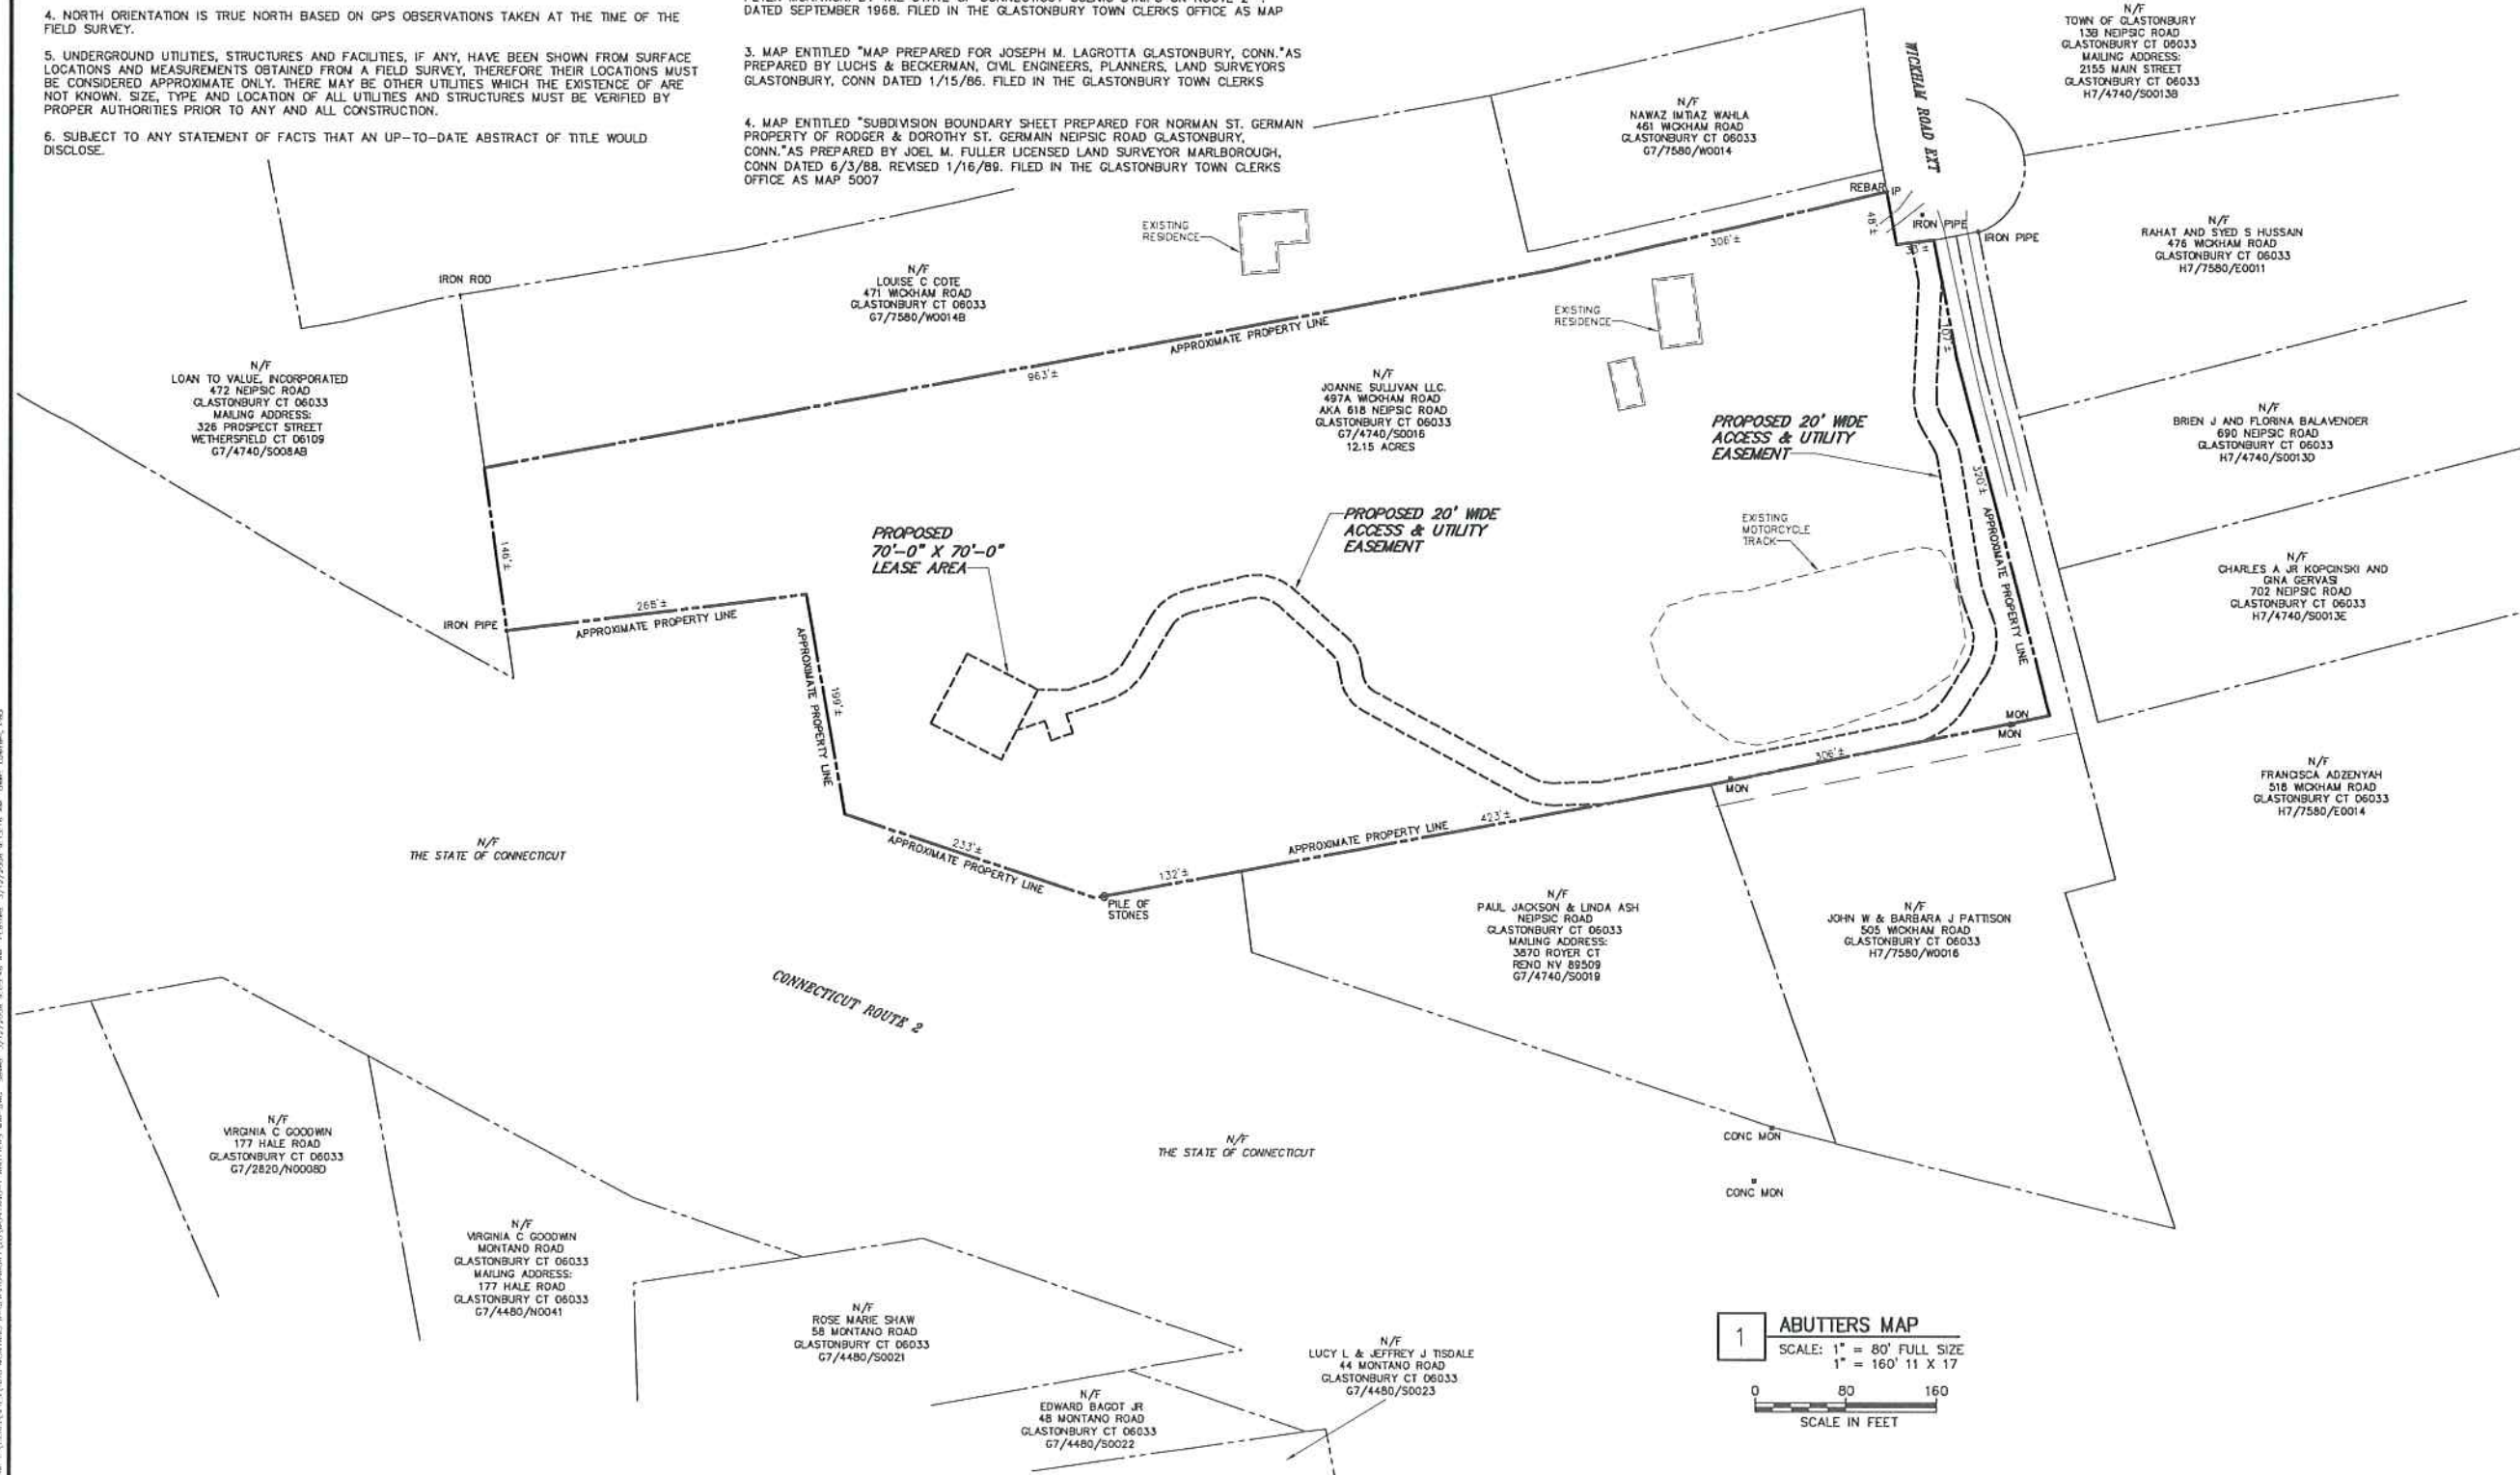 4. NORTH ORIENTATION IS TRUE NORTH BASED ON GPS OBSERVATIONS TAKEN AT THE TIME OF THE
FIELD SURVEY.
5. UNDERGROUND UTILITIES, STRUCTURES AND FACILITIES, IF ANY, HAVE BEEN SHOWN FROM SURFACE
LOCATIONS AND MEASUREMENTS OBTAINED FROM A FIELD SURVEY, THEREFORE THEIR LOCATIONS MUST
BE CONSIDERED APPROXIMATE ONLY. THERE MAY BE OTHER UTILITIES WHICH THE EXISTENCE OF ARE
NOT KNOWN. SIZE, TYPE AND LOCATION OF ALL UTILITIES AND STRUCTURES MUST BE VERIFIED BY
PROPER AUTHORITIES PRIOR TO ANY AND ALL CONSTRUCTION.
6. SUBJECT TO ANY STATEMENT OF FACTS THAT AN UP-TO-DATE ABSTRACT OF TITLE WOULD
DISCLOSE.
DATED SEPTEMBER 1968. FILED IN THE GLASTONBURY TOWN CLERKS OFFICE AS MAP
3. MAP ENTITLED "MAP PREPARED FOR JOSEPH M. LAGROTTA GLASTONBURY, CONN."AS
PREPARED BY LUCHS & BECKERMAN, CIVIL ENGINEERS, PLANNERS, LAND SURVEYORS
GLASTONBURY, CONN DATED 1/15/86. FILED IN THE GLASTONBURY TOWN CLERKS
4. MAP ENTITLED "SUBDIVISION BOUNDARY SHEET PREPARED FOR NORMAN ST. GERMAIN
PROPERTY OF RODGER & DOROTHY ST. GERMAIN NEIPSIC ROAD GLASTONBURY,
CONN."AS PREPARED BY JOEL M. FULLER LICENSED LAND SURVEYOR MARLBOROUGH,
CONN DATED 6/3/88. REVISED 1/16/89. FILED IN THE GLASTONBURY TOWN CLERKS
OFFICE AS MAP 5007
N/F
TOWN OF GLASTONBURY
138 NEIPSIC ROAD
GLASTONBURY CT 06033
MAILING ADDRESS:
2155 MAIN STREET
GLASTONBURY CT 06033
H7/4740/S0013B
WICKHAM ROAD EXT
N/F
NAWAZ IMTIAZ WAHLA
461 WICKHAM ROAD
GLASTONBURY CT 06033
G7/7580/W0014
REBAR
IP
IRON PIPE
IRON PIPE
48'±
33'±
306'±
N/F
RAHAT AND SYED S HUSSAIN
476 WICKHAM ROAD
GLASTONBURY CT 06033
H7/7580/E0011
EXISTING
RESIDENCE
IRON ROD
N/F
LOUISE C COTE
471 WICKHAM ROAD
GLASTONBURY CT 06033
G7/7580/W0014B
EXISTING
RESIDENCE
APPROXIMATE PROPERTY LINE
963'±
107'±
N/F
LOAN TO VALUE, INCORPORATED
472 NEIPSIC ROAD
GLASTONBURY CT 06033
MAILING ADDRESS:
326 PROSPECT STREET
WETHERSFIELD CT 06109
G7/4740/S008AB
N/F
JOANNE SULLIVAN LLC.
497A WICKHAM ROAD
AKA 618 NEIPSIC ROAD
GLASTONBURY CT 06033
G7/4740/S0016
12.15 ACRES
PROPOSED 20' WIDE
ACCESS & UTILITY
EASEMENT
N/F
BRIEN J AND FLORINA BALAVENDER
690 NEIPSIC ROAD
GLASTONBURY CT 06033
H7/4740/S0013D
320'±
APPROXIMATE PROPERTY LINE
PROPOSED
70'-0" X 70'-0"
LEASE AREA
PROPOSED 20' WIDE
ACCESS & UTILITY
EASEMENT
EXISTING
MOTORCYCLE
TRACK
N/F
CHARLES A JR KOPCINSKI AND
GINA GERVASI
702 NEIPSIC ROAD
GLASTONBURY CT 06033
H7/4740/S0013E
146'±
IRON PIPE
268'±
APPROXIMATE PROPERTY LINE
APPROXIMATE PROPERTY LINE
199'±
MON
MON
306'±
MON
N/F
FRANCISCA ADZENYAH
518 WICKHAM ROAD
GLASTONBURY CT 06033
H7/7580/E0014
N/F
THE STATE OF CONNECTICUT
233'±
APPROXIMATE PROPERTY LINE
132'±
APPROXIMATE PROPERTY LINE
423'±
PILE OF
STONES
N/F
PAUL JACKSON & LINDA ASH
NEIPSIC ROAD
GLASTONBURY CT 06033
MAILING ADDRESS:
3870 ROYER CT
RENO NV 89509
G7/4740/S0019
N/F
JOHN W & BARBARA J PATTISON
505 WICKHAM ROAD
GLASTONBURY CT 06033
H7/7580/W0016
CONNECTICUT ROUTE 2
N/F
VIRGINIA C GOODWIN
177 HALE ROAD
GLASTONBURY CT 06033
G7/2820/N0008D
N/F
THE STATE OF CONNECTICUT
CONC MON
CONC MON
N/F
VIRGINIA C GOODWIN
MONTANO ROAD
GLASTONBURY CT 06033
MAILING ADDRESS:
177 HALE ROAD
GLASTONBURY CT 06033
G7/4480/N0041
N/F
ROSE MARIE SHAW
58 MONTANO ROAD
GLASTONBURY CT 06033
G7/4480/S0021
N/F
LUCY L & JEFFREY J TISDALE
44 MONTANO ROAD
GLASTONBURY CT 06033
G7/4480/S0023
N/F
EDWARD BAGOT JR
48 MONTANO ROAD
GLASTONBURY CT 06033
G7/4480/S0022
1
ABUTTERS MAP
SCALE: 1" = 80' FULL SIZE
1" = 160' 11 X 17
0 80 160
SCALE IN FEET